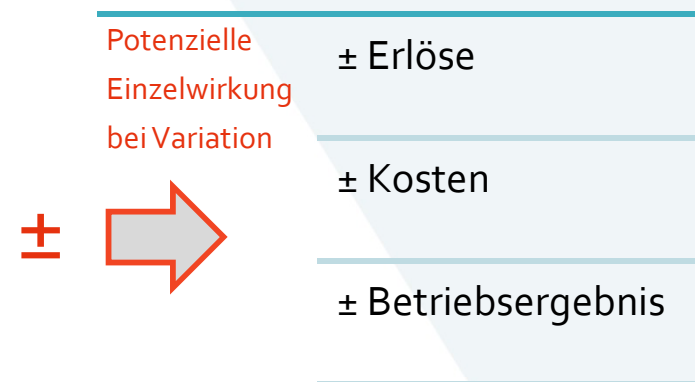 Potenzielle
Einzelwirkung
bei Variation
±
± Erlöse
± Kosten
± Betriebsergebnis